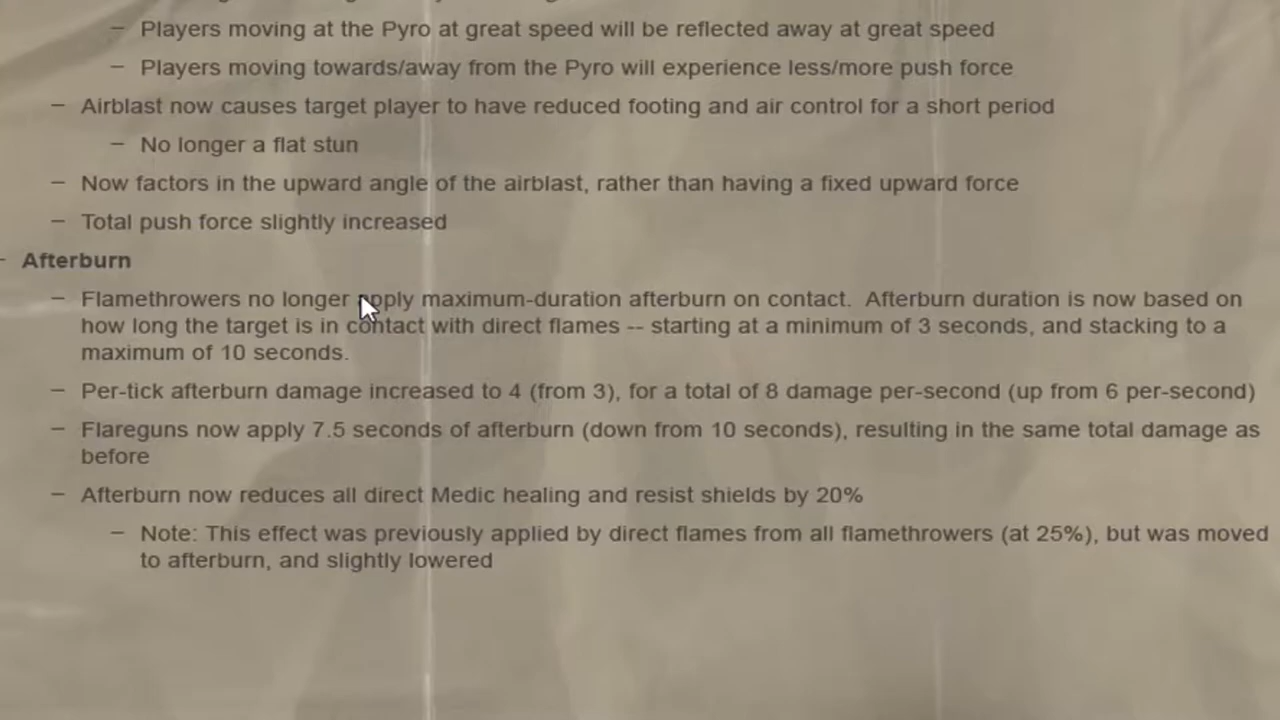 – Players moving at the Pyro at great speed will be reflected away at great speed
– Players moving towards/away from the Pyro will experience less/more push force
– Airblast now causes target player to have reduced footing and air control for a short period
– No longer a flat stun
– Now factors in the upward angle of the airblast, rather than having a fixed upward force
– Total push force slightly increased
- Afterburn
– Flamethrowers no longer apply maximum-duration afterburn on contact.  Afterburn duration is now based on
how long the target is in contact with direct flames -- starting at a minimum of 3 seconds, and stacking to a
maximum of 10 seconds.
– Per-tick afterburn damage increased to 4 (from 3), for a total of 8 damage per-second (up from 6 per-second)
– Flareguns now apply 7.5 seconds of afterburn (down from 10 seconds), resulting in the same total damage as
before
– Afterburn now reduces all direct Medic healing and resist shields by 20%
– Note: This effect was previously applied by direct flames from all flamethrowers (at 25%), but was moved
to afterburn, and slightly lowered